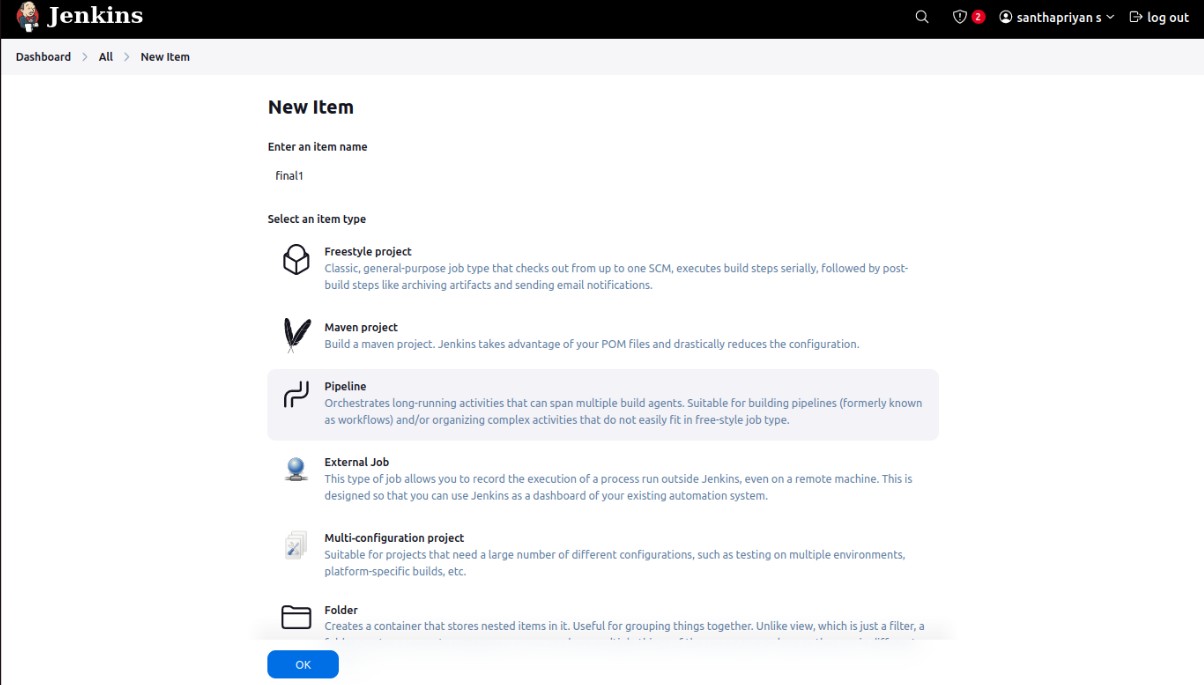 Jenkins
2
santhapriyan s
log out
Dashboard > All > New Item
New Item
Enter an item name
final1
Select an item type
Freestyle project
Classic, general-purpose job type that checks out from up to one SCM, executes build steps serially, followed by post-
build steps like archiving artifacts and sending email notifications.
Maven project
Build a maven project. Jenkins takes advantage of your POM files and drastically reduces the configuration.
Pipeline
Orchestrates long-running activities that can span multiple build agents. Suitable for building pipelines (formerly known
as workflows) and/or organizing complex activities that do not easily fit in free-style job type.
External Job
This type of job allows you to record the execution of a process run outside Jenkins, even on a remote machine. This is
designed so that you can use Jenkins as a dashboard of your existing automation system.
Multi-configuration project
Suitable for projects that need a large number of different configurations, such as testing on multiple environments,
platform-specific builds, etc.
Folder
Creates a container that stores nested items in it. Useful for grouping things together. Unlike view, which is just a filter, a
OK